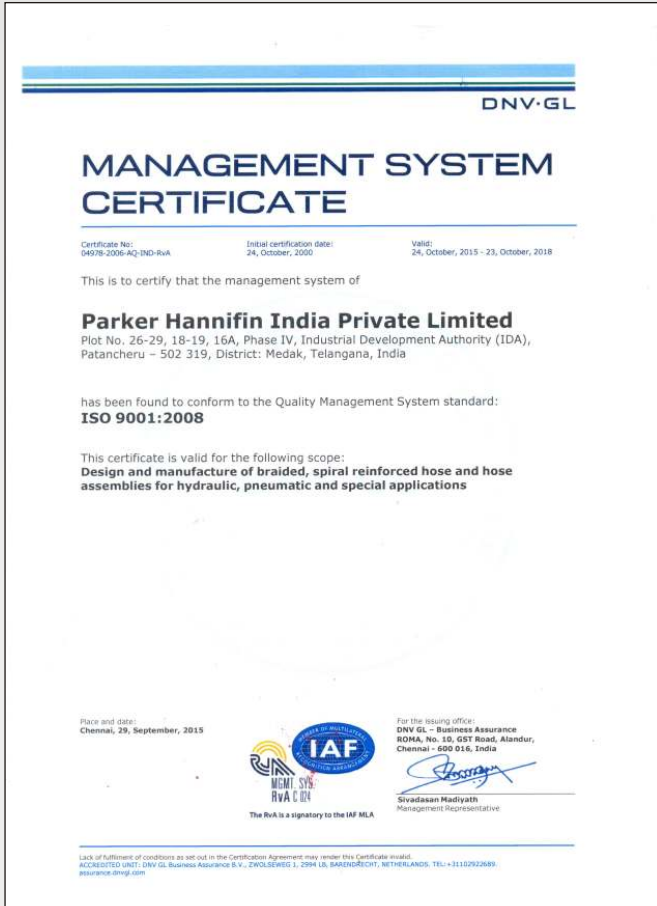 DNV·GL
MANAGEMENT SYSTEM
CERTIFICATE
Certificate No:
04978-2006-AQ-IND-RvA
Initial certification date:
24, October, 2000
Valid:
24, October, 2015 - 23, October, 2018
This is to certify that the management system of
Parker Hannifin India Private Limited
Plot No. 26-29, 18-19, 16A, Phase IV, Industrial Development Authority (IDA),
Patancheru – 502 319, District: Medak, Telangana, India
has been found to conform to the Quality Management System standard:
ISO 9001:2008
This certificate is valid for the following scope:
Design and manufacture of braided, spiral reinforced hose and hose
assemblies for hydraulic, pneumatic and special applications
Place and date:
Chennai, 29, September, 2015
MEMBER OF MULTILATERAL
IAF
RECOGNITION ARRANGEMENT
RvA
MGMT. SYS.
RvA C 024
The RvA is a signatory to the IAF MLA
For the issuing office:
DNV GL – Business Assurance
ROMA, No. 10, GST Road, Alandur,
Chennai - 600 016, India
Sivadasan Madiyath
Management Representative
Lack of fulfilment of conditions as set out in the Certification Agreement may render this Certificate invalid.
ACCREDITED UNIT: DNV GL Business Assurance B.V., ZWOLSEWEG 1, 2994 LB, BARENDRECHT, NETHERLANDS. TEL:+31102922689.
assurance.dnvgl.com